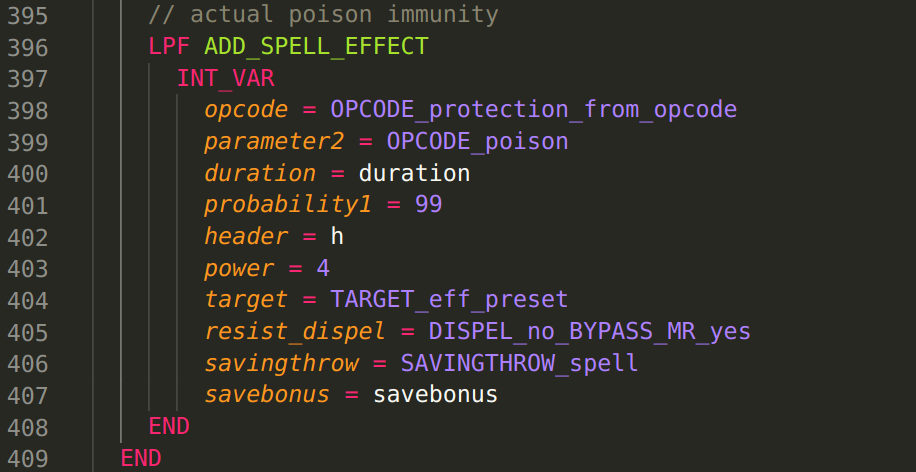 395 // actual poison immunity
396 LPF ADD_SPELL_EFFECT
397 INT_VAR
398 opcode = OPCODE_protection_from_opcode
399 parameter2 = OPCODE_poison
400 duration = duration
401 probability1 = 99
402 header = h
403 power = 4
404 target = TARGET_eff_preset
405 resist_dispel = DISPEL_no_BYPASS_MR_yes
406 savingthrow = SAVINGTHROW_spell
407 savebonus = savebonus
408 END
409 END